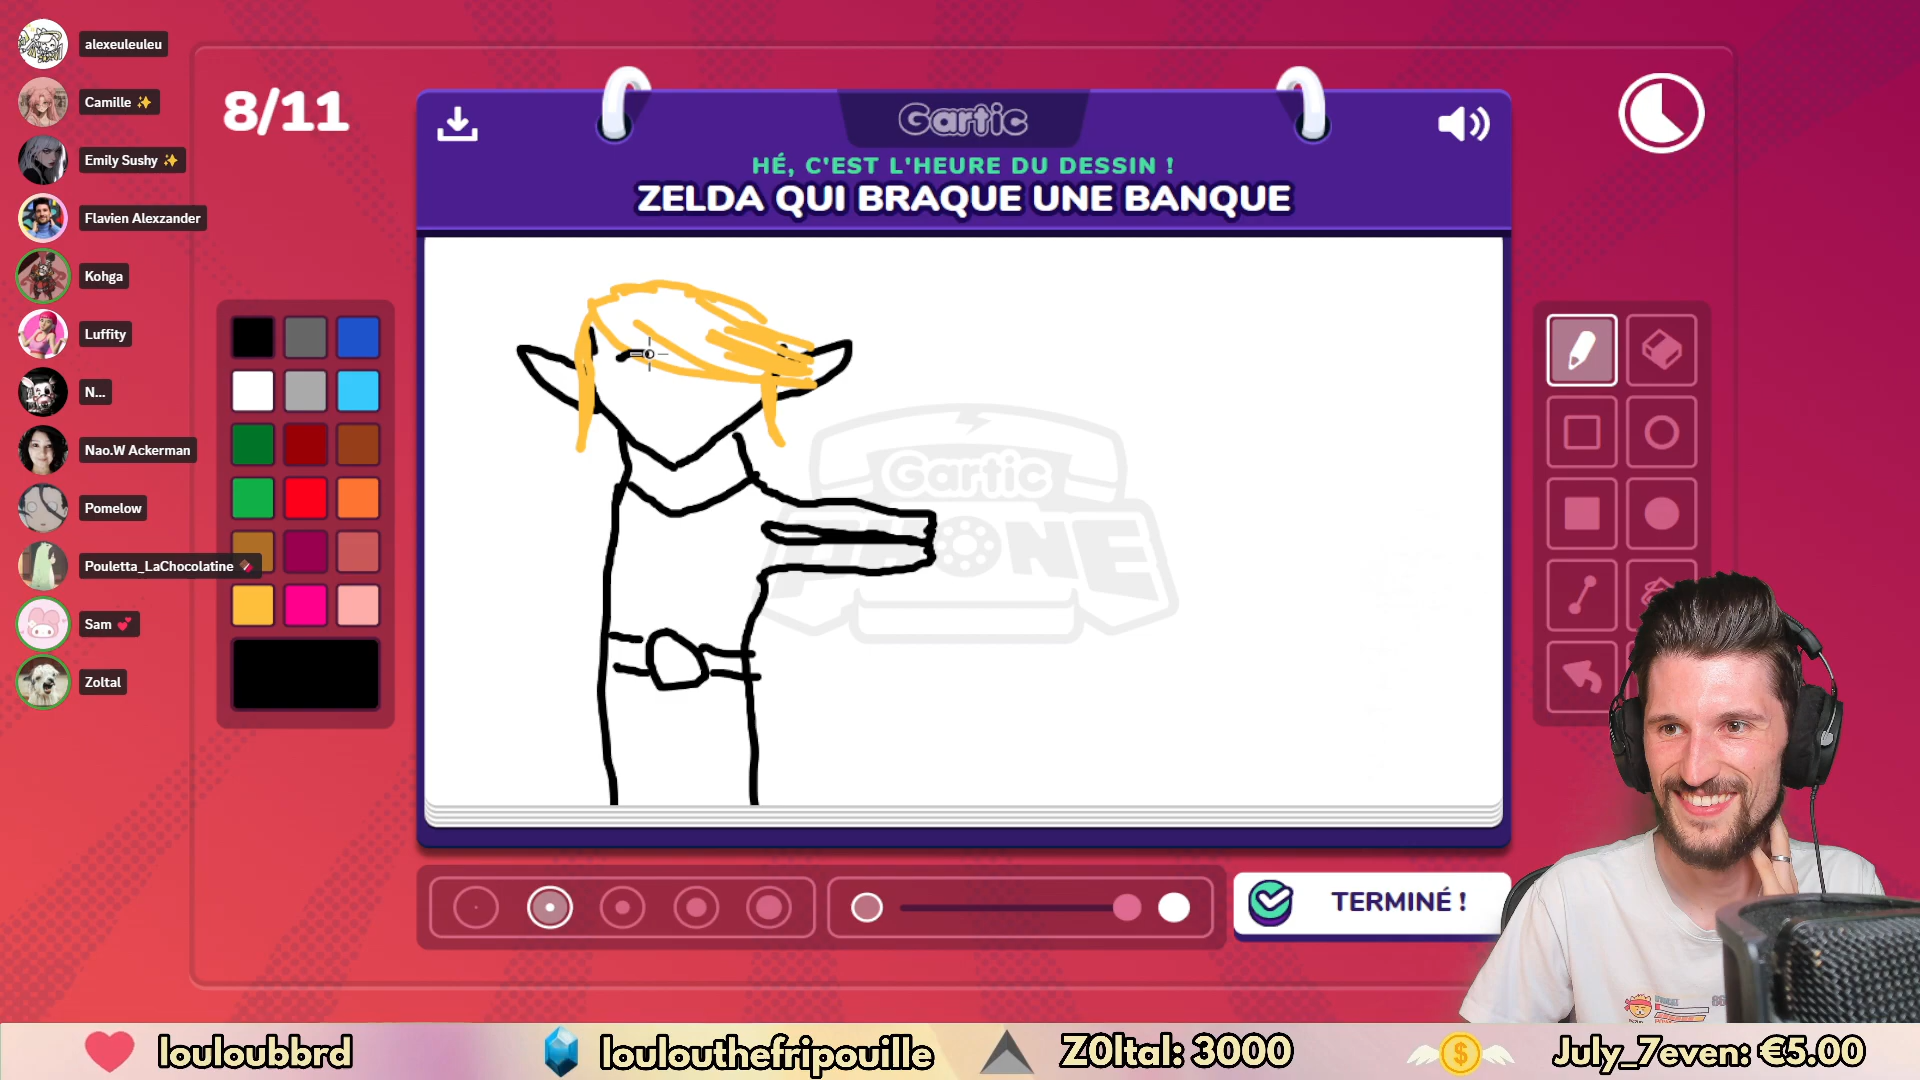 alexeuleuleu
Camille ✨
Emily Sushy ✨
Flavien Alexzander
Kohga
Luffity
N...
Nao.W Ackerman
Pomelow
Pouletta_LaChocolatine
Sam 💕
Zoltal
8/11
Gartic
HÉ, C'EST L'HEURE DU DESSIN !
ZELDA QUI BRAQUE UNE BANQUE
Gartic
PHONE
TERMINÉ !
louloubbrd
loulouthefripouille
Z0ltal: 3000
July_7even: €5.00